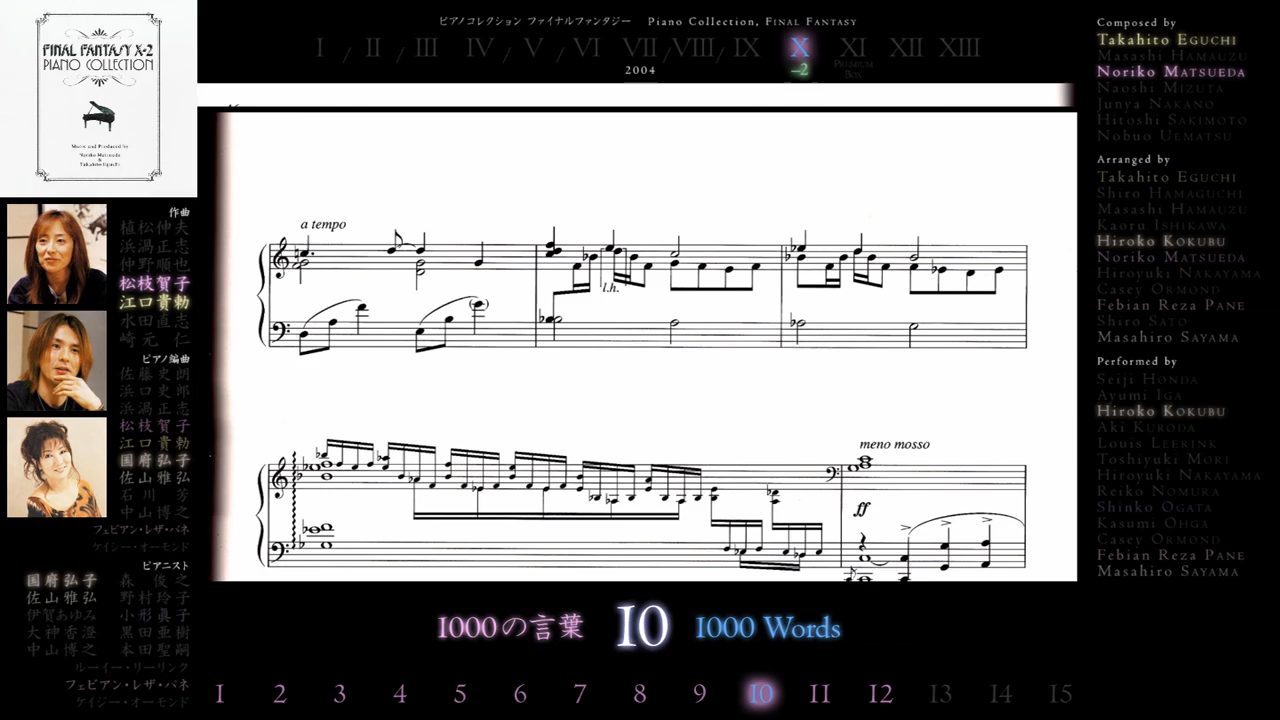 FINAL FANTASY X-2
PIANO COLLECTION
Music and Produced by
Noriko Matsueda
&
Takahito Eguchi
ピアノコレクション ファイナルファンタジー Piano Collection, FINAL FANTASY
I / II / III IV / V / VI VII / VIII / IX X XI XII XIII
2004
–2
PREMIUM
BOX
作曲
植松伸夫
浜渦正志
仲野順也
松枝賀子
江口貴勅
水田直志
崎元 仁
ピアノ編曲
佐藤史朗
浜口史郎
浜渦正志
松枝賀子
江口貴勅
国府弘子
佐山雅弘
石川 芳
中山博之
フェビアン・レザ・パネ
ケイシー・オーモンド
ピアニスト
国府弘子 森 俊之
佐山雅弘 野村玲子
伊賀あゆみ 小形眞子
大神香澄 黒田亜樹
中山博之 本田聖嗣
ルーイー・リーリンク
フェビアン・レザ・パネ
ケイジー・オーモンド
a tempo
l.h.
meno mosso
ff
Composed by
Takahito EGUCHI
Masashi HAMAUZU
Noriko MATSUEDA
Naoshi MIZUTA
Junya NAKANO
Hitoshi SAKIMOTO
Nobuo UEMATSU
Arranged by
Takahito EGUCHI
Shiro HAMAGUCHI
Masashi HAMAUZU
Kaoru ISHIKAWA
Hiroko KOKUBU
Noriko MATSUEDA
Hiroyuki NAKAYAMA
Casey ORMOND
Febian Reza PANE
Shiro SATO
Masahiro SAYAMA
Performed by
Seiji HONDA
Ayumi IGA
Hiroko KOKUBU
Aki KURODA
Louis LEERINK
Toshiyuki MORI
Hiroyuki NAKAYAMA
Reiko NOMURA
Shinko OGATA
Kasumi OHGA
Casey ORMOND
Febian Reza PANE
Masahiro SAYAMA
1000の言葉 10 1000 Words
1 2 3 4 5 6 7 8 9 10 11 12 13 14 15